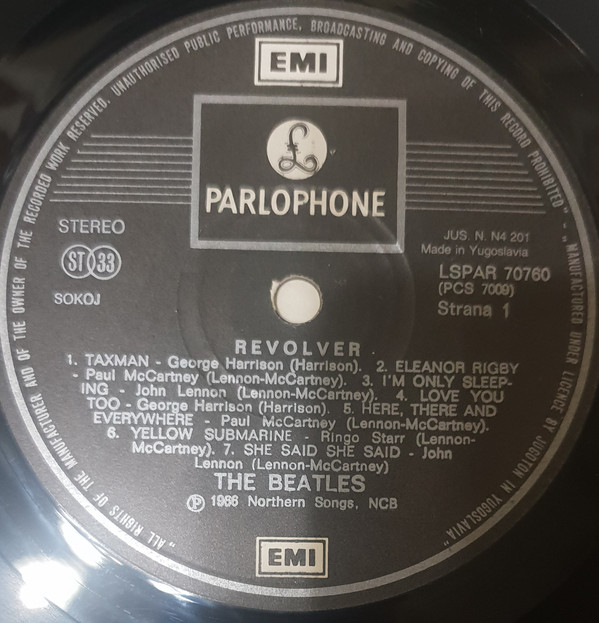 "ALL RIGHTS OF THE MANUFACTURER AND OF THE OWNER OF THE RECORDED WORK RESERVED. UNAUTHORISED PUBLIC PERFORMANCE, BROADCASTING AND COPYING OF THIS RECORD PROHIBITED" - "MANUFACTURED UNDER LICENCE BY JUGOTON IN YUGOSLAVIA"
EMI
£
PARLOPHONE
STEREO
ST 33
SOKOJ
JUS. N. N4 201
Made in Yugoslavia
LSPAR 70760
(PCS 7009)
Strana 1
REVOLVER
1. TAXMAN - George Harrison (Harrison). 2. ELEANOR RIGBY
- Paul McCartney (Lennon-McCartney). 3. I'M ONLY SLEEP-
ING - John Lennon (Lennon-McCartney). 4. LOVE YOU
TOO - George Harrison (Harrison). 5. HERE, THERE AND
EVERYWHERE - Paul McCartney (Lennon-McCartney).
6. YELLOW SUBMARINE - Ringo Starr (Lennon-
McCartney). 7. SHE SAID SHE SAID - John
Lennon (Lennon-McCartney)
THE BEATLES
℗ 1966 Northern Songs, NCB
EMI